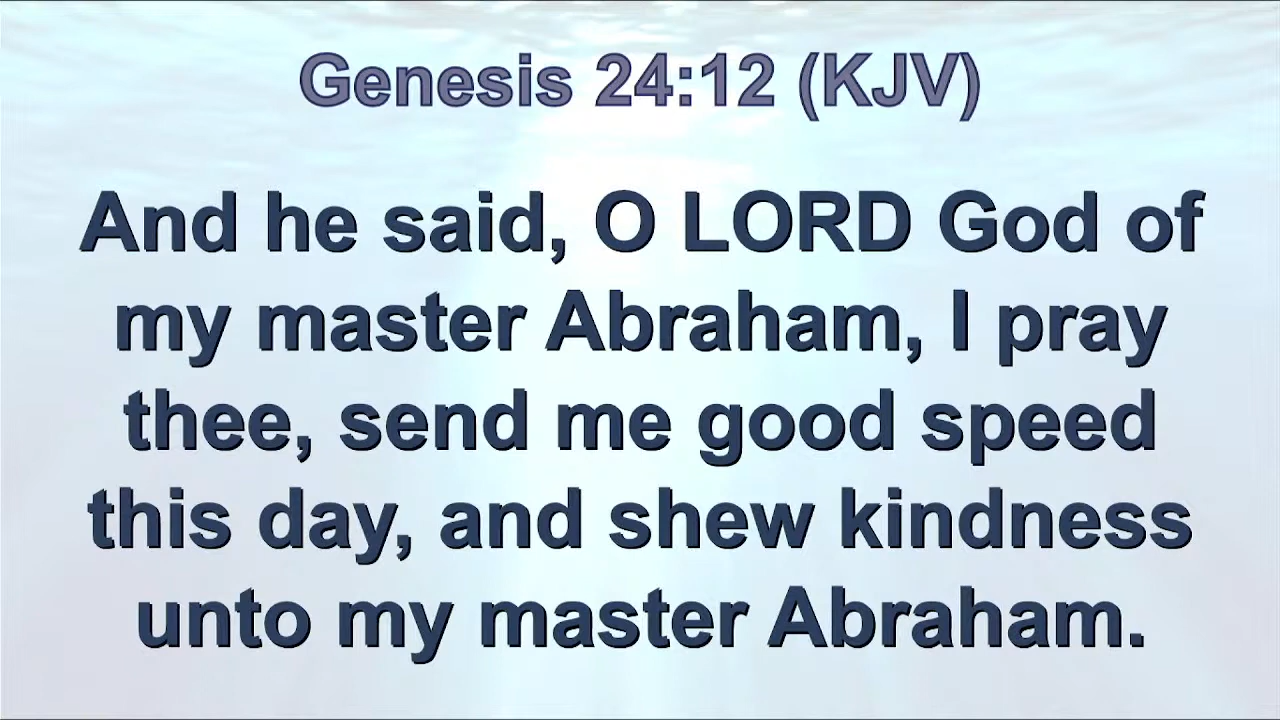 Genesis 24:12 (KJV)
And he said, O LORD God of
my master Abraham, I pray
thee, send me good speed
this day, and shew kindness
unto my master Abraham.